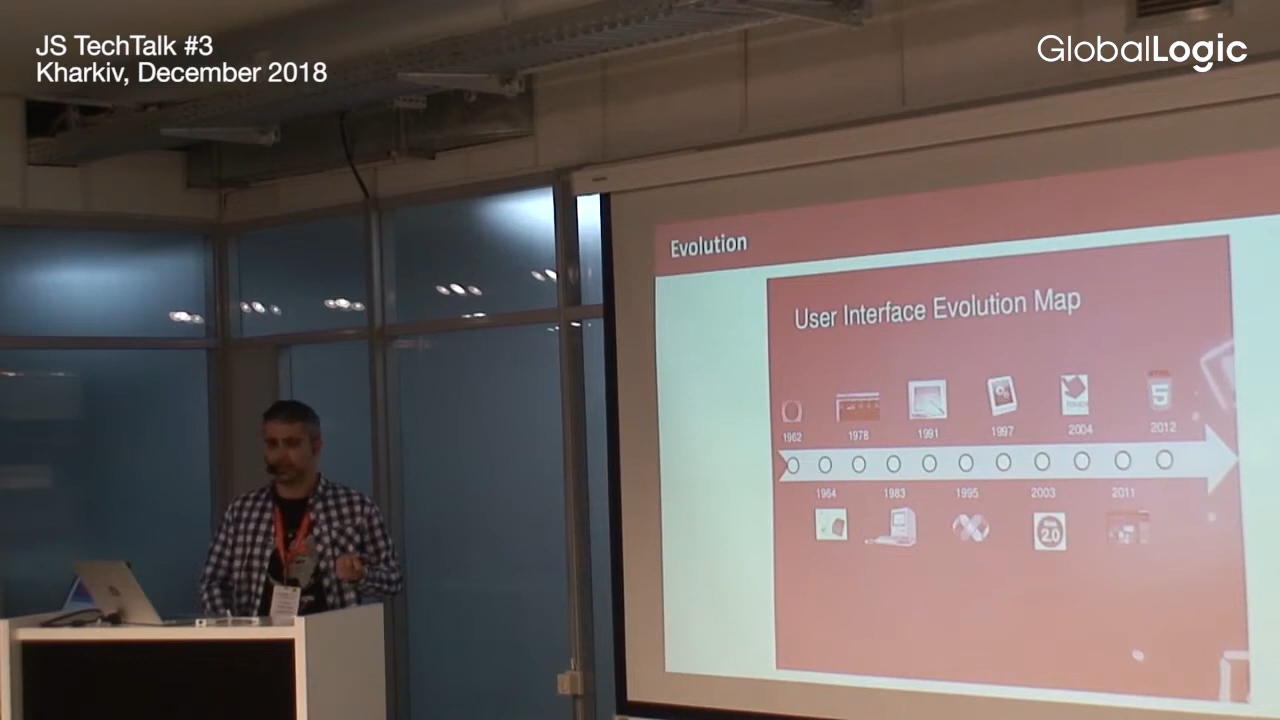 JS TechTalk #3
Kharkiv, December 2018
GlobalLogic
Evolution
User Interface Evolution Map
1962 1978 1991 1997 2004 2012
1964 1983 1995 2003 2011
2.0
5